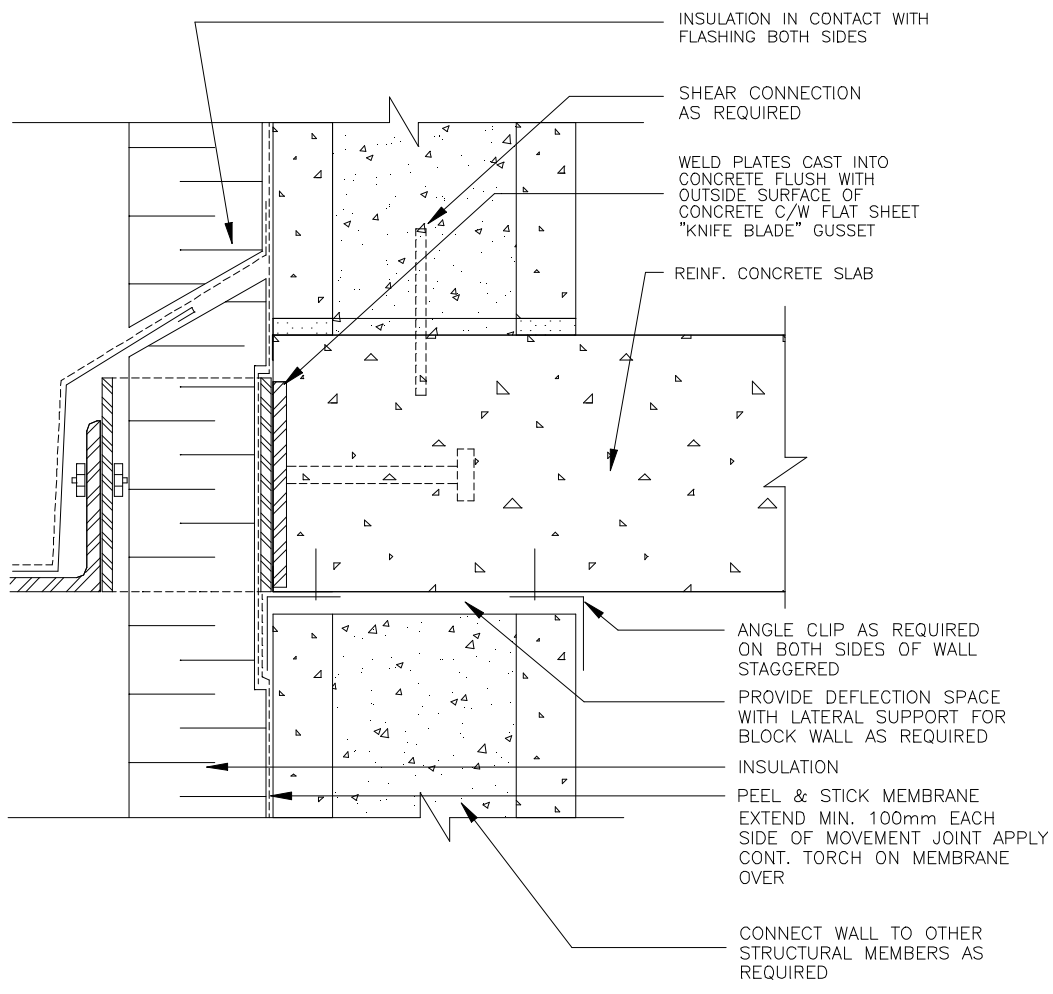 INSULATION IN CONTACT WITH
FLASHING BOTH SIDES
SHEAR CONNECTION
AS REQUIRED
WELD PLATES CAST INTO
CONCRETE FLUSH WITH
OUTSIDE SURFACE OF
CONCRETE C/W FLAT SHEET
"KNIFE BLADE" GUSSET
REINF. CONCRETE SLAB
ANGLE CLIP AS REQUIRED
ON BOTH SIDES OF WALL
STAGGERED
PROVIDE DEFLECTION SPACE
WITH LATERAL SUPPORT FOR
BLOCK WALL AS REQUIRED
INSULATION
PEEL & STICK MEMBRANE
EXTEND MIN. 100mm EACH
SIDE OF MOVEMENT JOINT APPLY
CONT. TORCH ON MEMBRANE
OVER
CONNECT WALL TO OTHER
STRUCTURAL MEMBERS AS
REQUIRED